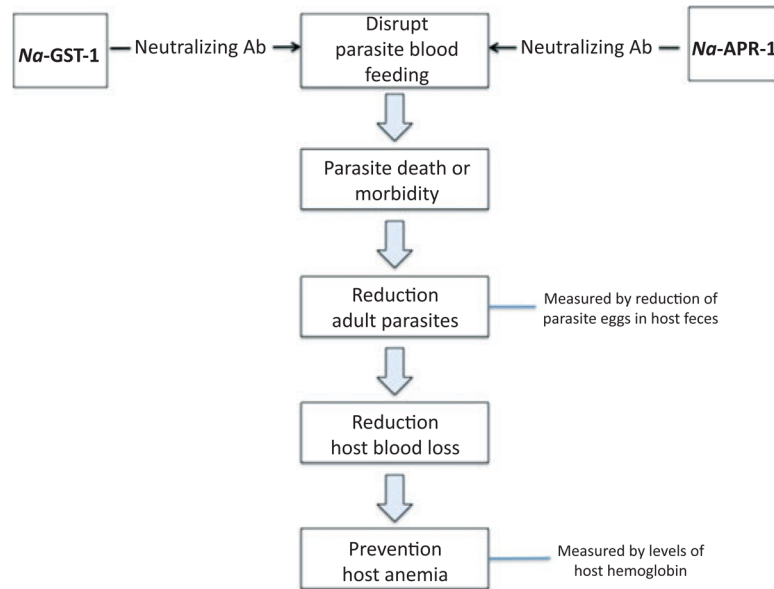 Na-GST-1
Neutralizing Ab
Disrupt
parasite blood
feeding
Neutralizing Ab
Na-APR-1
Parasite death or
morbidity
Reduction
adult parasites
Measured by reduction of
parasite eggs in host feces
Reduction
host blood loss
Prevention
host anemia
Measured by levels of
host hemoglobin